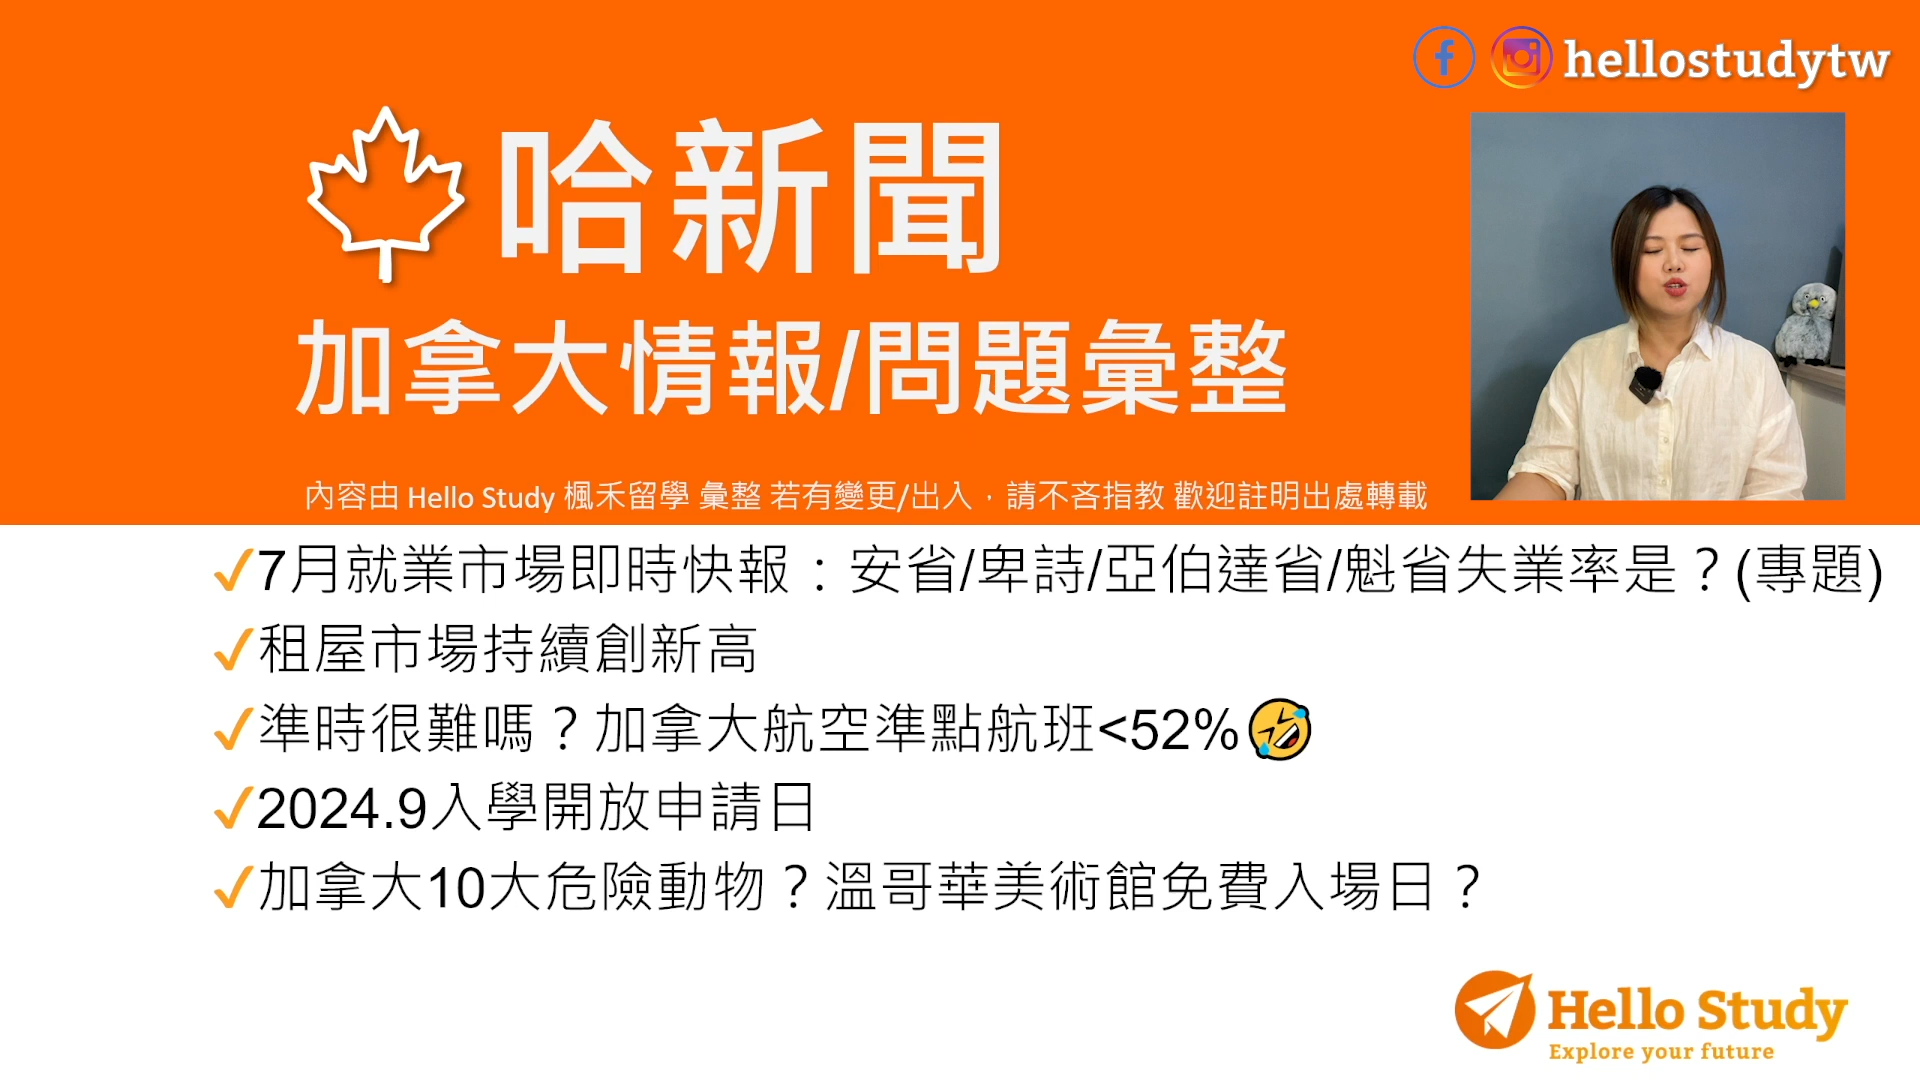 hellostudytw
哈新聞
加拿大情報/問題彙整
內容由 Hello Study 楓禾留學 彙整 若有變更/出入，請不吝指教 歡迎註明出處轉載
✓7月就業市場即時快報：安省/卑詩/亞伯達省/魁省失業率是？(專題)
✓租屋市場持續創新高
✓準時很難嗎？加拿大航空準點航班<52%🤣
✓2024.9入學開放申請日
✓加拿大10大危險動物？溫哥華美術館免費入場日？
Hello Study
Explore your future